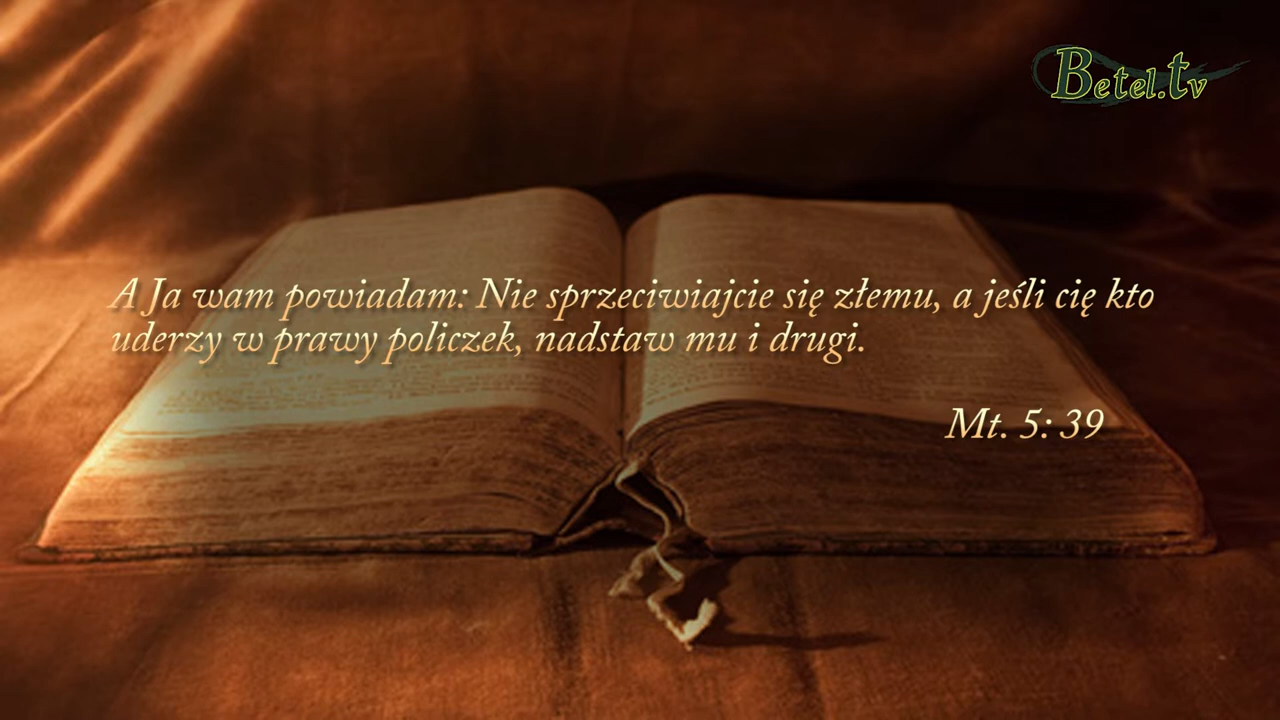 Betel.tv
A Ja wam powiadam: Nie sprzeciwiajcie się złemu, a jeśli cię kto
uderzy w prawy policzek, nadstaw mu i drugi.
Mt. 5: 39